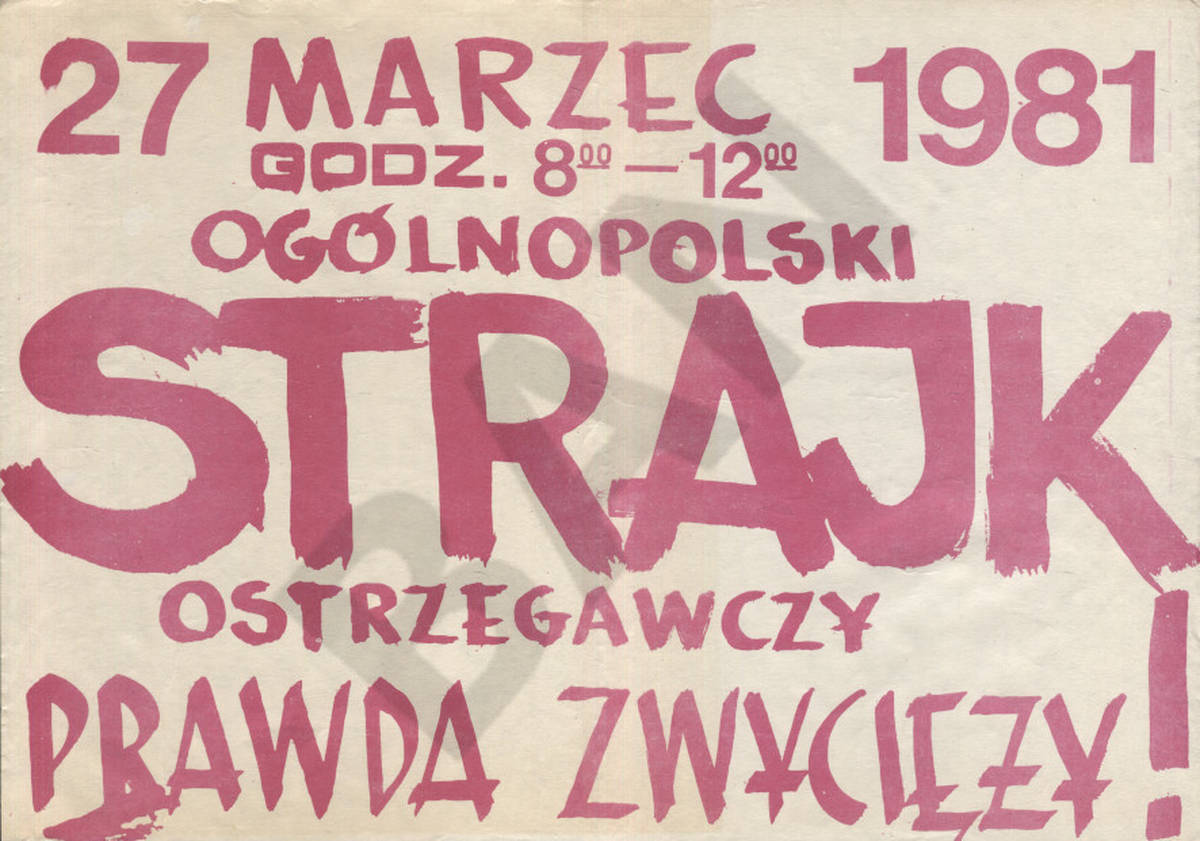 27 MARZEC 1981
GODZ. 8⁰⁰ — 12⁰⁰
OGÓLNOPOLSKI
STRAJK
OSTRZEGAWCZY
PRAWDA ZWYCIĘŻY!